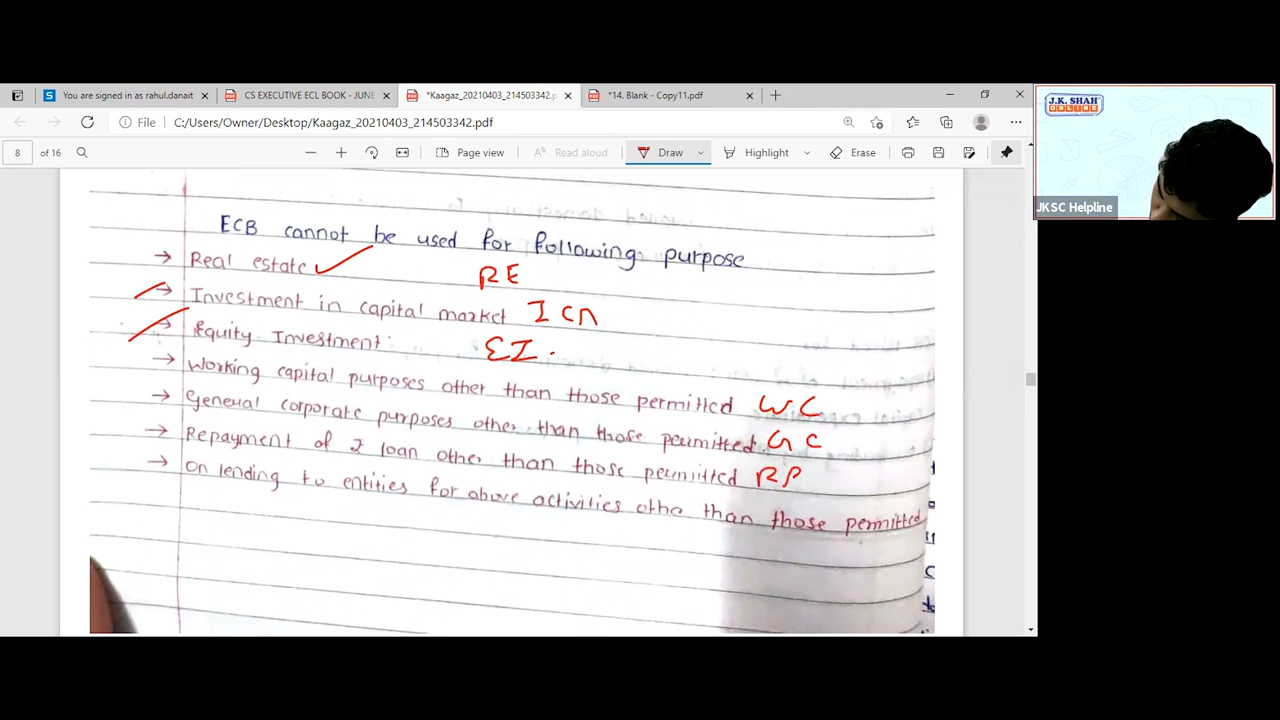 You are signed in as rahul.danait
CS EXECUTIVE ECL BOOK - JUNE
*Kaagaz_20210403_214503342.p
*14. Blank - Copy11.pdf
File C:/Users/Owner/Desktop/Kaagaz_20210403_214503342.pdf
8 of 16 Page view Read aloud Draw Highlight Erase
J.K. SHAH
ONLINE
JKSC Helpline
ECB cannot be used for following purpose
→ Real estate ✓ RE
→ Investment in capital market ICM
→ Equity Investment EI.
→ Working capital purposes other than those permitted WC
→ General corporate purposes other than those permitted. GC
→ Repayment of ₹ loan other than those permitted RP
→ On lending to entities for above activities other than those permitted